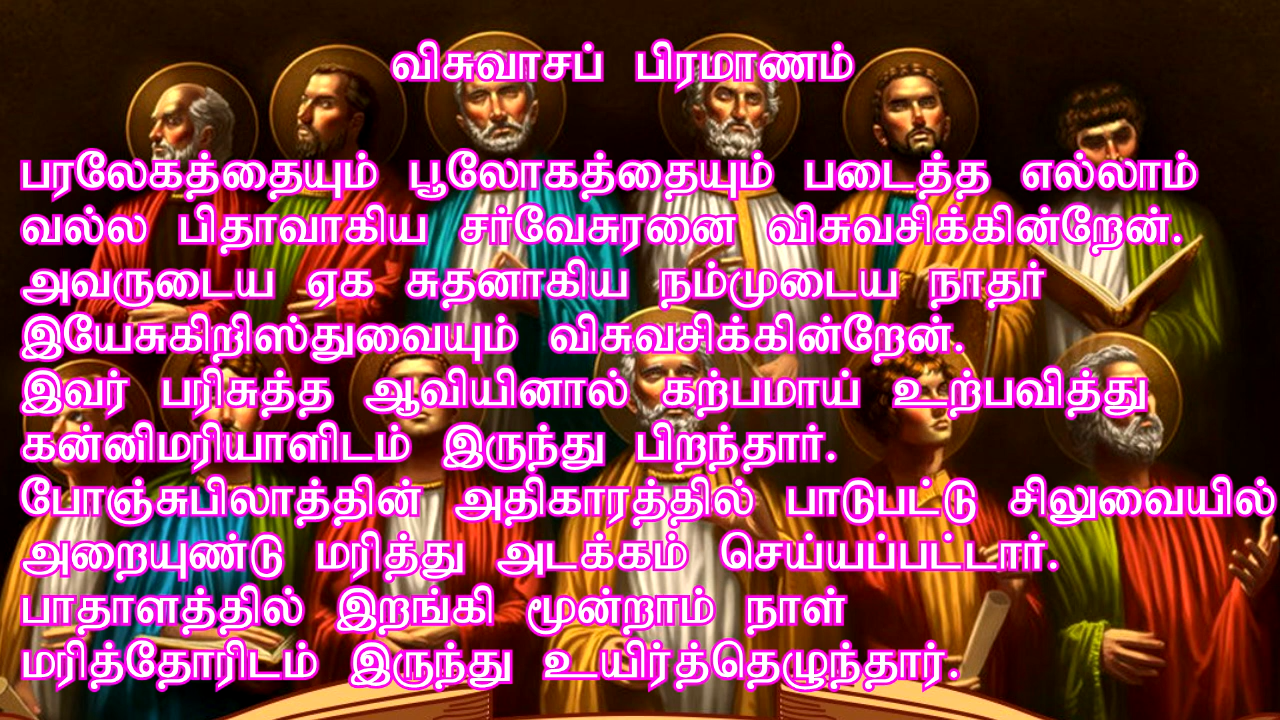 விசுவாசப் பிரமாணம்
பரலேகத்தையும் பூலோகத்தையும் படைத்த எல்லாம்
வல்ல பிதாவாகிய சர்வேசுரனை விசுவசிக்கின்றேன்.
அவருடைய ஏக சுதனாகிய நம்முடைய நாதர்
இயேசுகிறிஸ்துவையும் விசுவசிக்கின்றேன்.
இவர் பரிசுத்த ஆவியினால் கற்பமாய் உற்பவித்து
கன்னிமரியாளிடம் இருந்து பிறந்தார்.
போஞ்சுபிலாத்தின் அதிகாரத்தில் பாடுபட்டு சிலுவையில்
அறையுண்டு மரித்து அடக்கம் செய்யப்பட்டார்.
பாதாளத்தில் இறங்கி மூன்றாம் நாள்
மரித்தோரிடம் இருந்து உயிர்த்தெழுந்தார்.